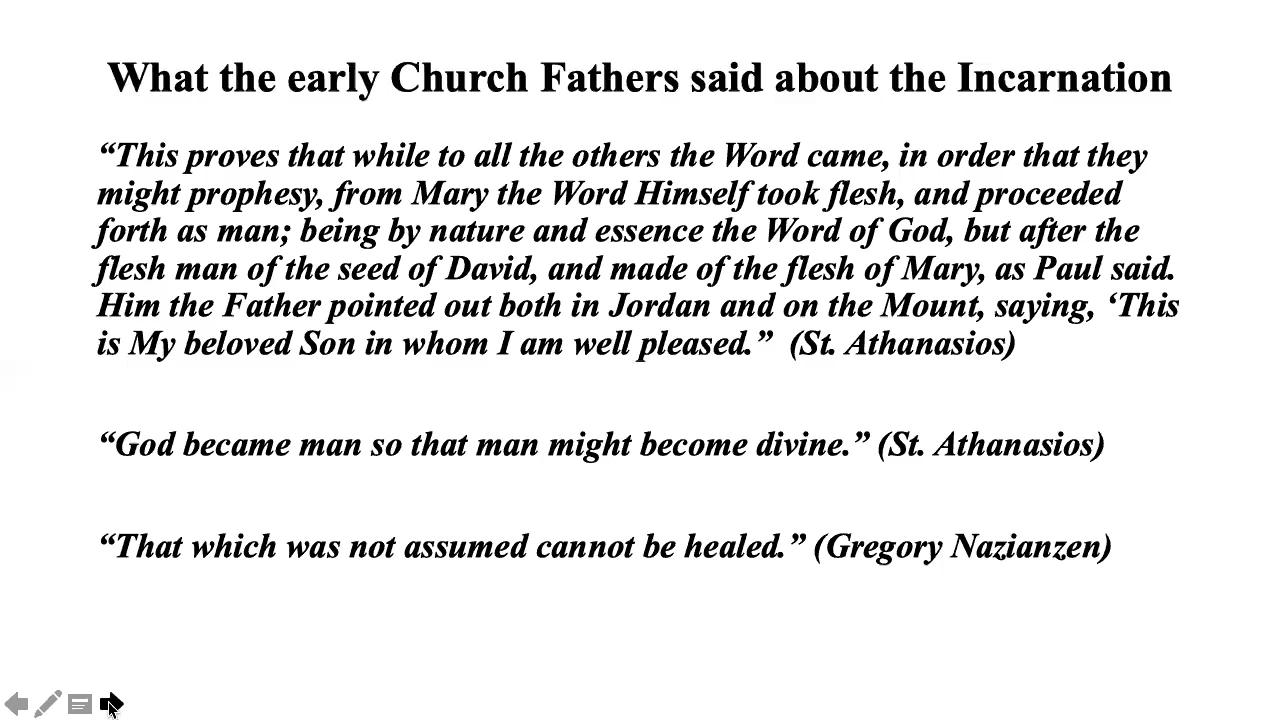 What the early Church Fathers said about the Incarnation
“This proves that while to all the others the Word came, in order that they
might prophesy, from Mary the Word Himself took flesh, and proceeded
forth as man; being by nature and essence the Word of God, but after the
flesh man of the seed of David, and made of the flesh of Mary, as Paul said.
Him the Father pointed out both in Jordan and on the Mount, saying, ‘This
is My beloved Son in whom I am well pleased.” (St. Athanasios)
“God became man so that man might become divine.” (St. Athanasios)
“That which was not assumed cannot be healed.” (Gregory Nazianzen)